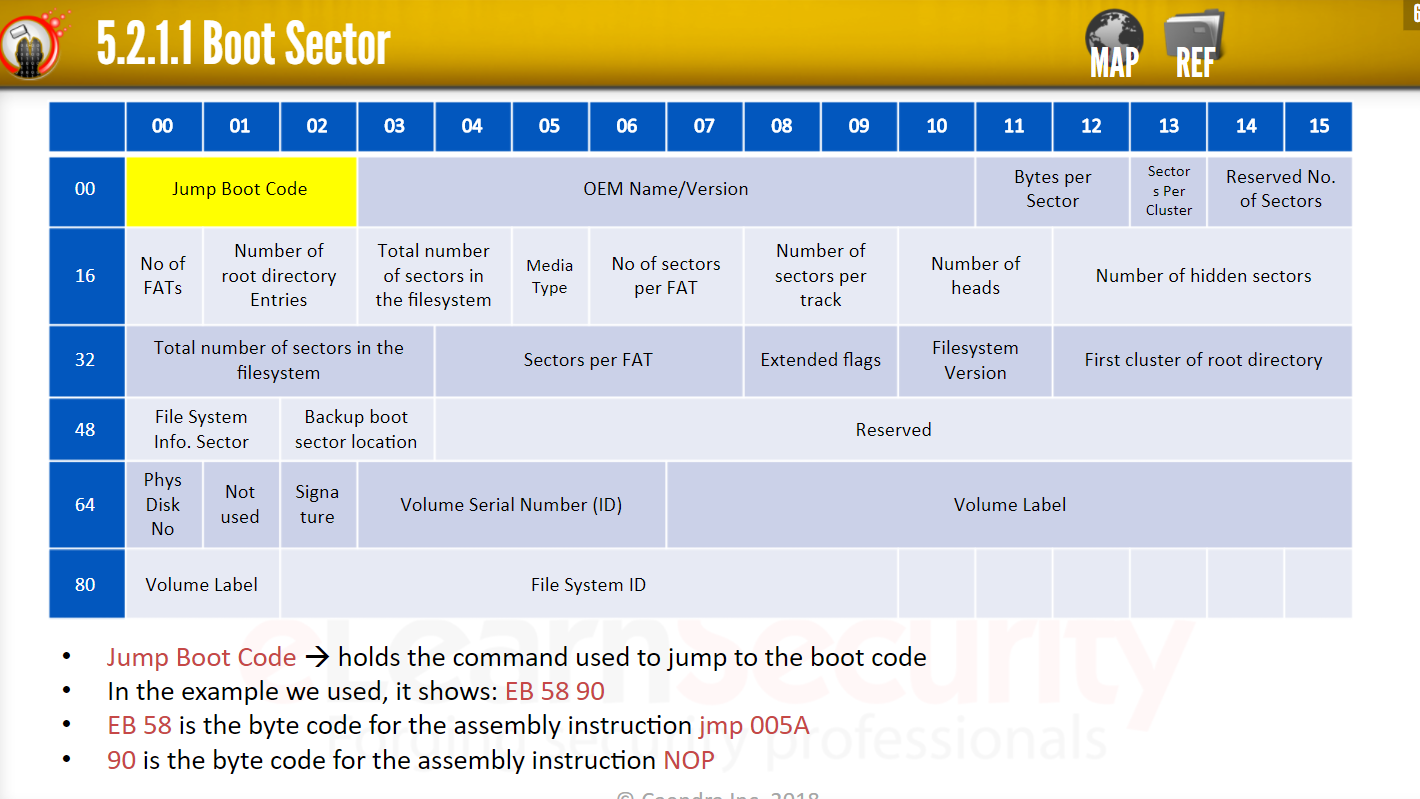 5.2.1.1 Boot Sector
MAP
REF
6
00 01 02 03 04 05 06 07 08 09 10 11 12 13 14 15
00
Jump Boot Code
OEM Name/Version
Bytes per
Sector
Sector
s Per
Cluster
Reserved No.
of Sectors
16
No of
FATs
Number of
root directory
Entries
Total number
of sectors in
the filesystem
Media
Type
No of sectors
per FAT
Number of
sectors per
track
Number of
heads
Number of hidden sectors
32
Total number of sectors in the
filesystem
Sectors per FAT
Extended flags
Filesystem
Version
First cluster of root directory
48
File System
Info. Sector
Backup boot
sector location
Reserved
64
Phys
Disk
No
Not
used
Signa
ture
Volume Serial Number (ID)
Volume Label
80
Volume Label
File System ID
eLearnSecurity
Forging security professionals
• Jump Boot Code → holds the command used to jump to the boot code
• In the example we used, it shows: EB 58 90
• EB 58 is the byte code for the assembly instruction jmp 005A
• 90 is the byte code for the assembly instruction NOP
© Caendra Inc. 2018